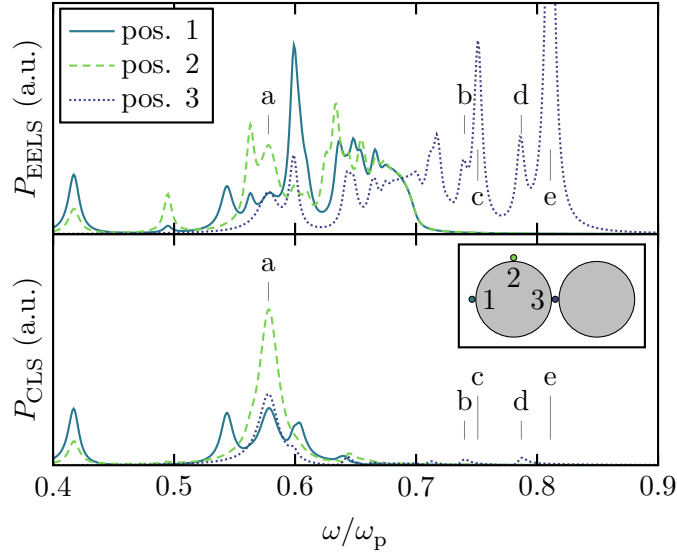 P_EELS (a.u.)
pos. 1
pos. 2
pos. 3
a
b
d
c
e
P_CLS (a.u.)
a
1
2
3
c
e
b
d
0.4 0.5 0.6 0.7 0.8 0.9
ω/ω_p